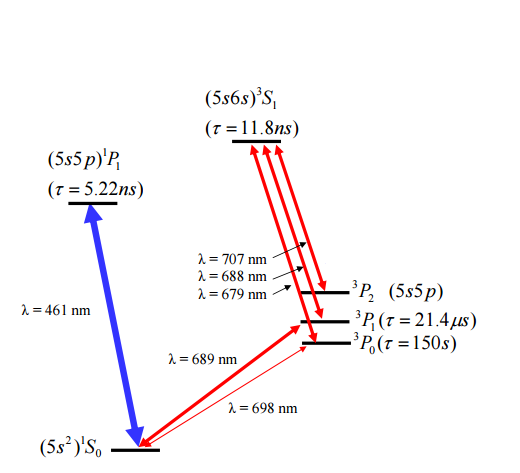 (5s6s)³S₁
(τ = 11.8ns)
(5s5p)¹P₁
(τ = 5.22ns)
λ = 707 nm
λ = 688 nm
λ = 679 nm
³P₂ (5s5p)
λ = 461 nm
³P₁(τ = 21.4μs)
³P₀(τ = 150s)
λ = 689 nm
λ = 698 nm
(5s²)¹S₀